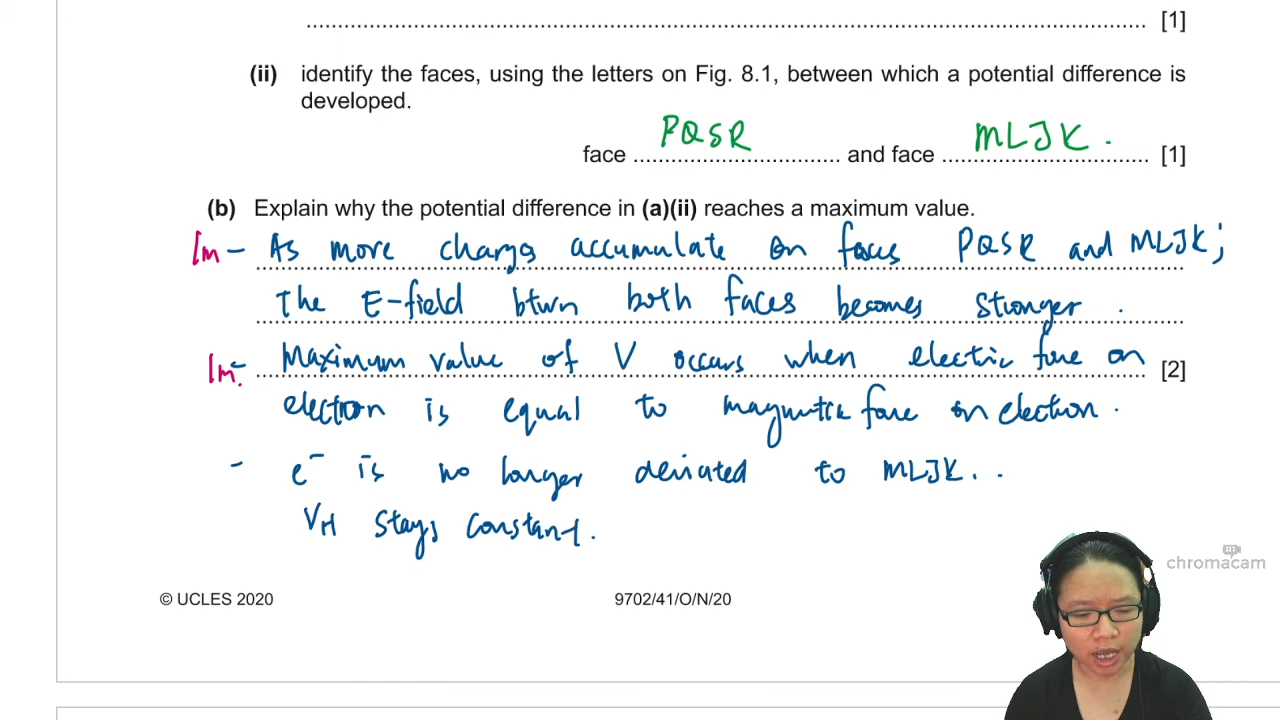 [1]
(ii) identify the faces, using the letters on Fig. 8.1, between which a potential difference is
developed.
face PQSR and face MLJK. [1]
(b) Explain why the potential difference in (a)(ii) reaches a maximum value.
1m - As more charges accumulate on faces PQSR and MLJK;
The E-field btwn both faces becomes stronger.
1m. - Maximum value of V occurs when electric force on [2]
electron is equal to magnetic force on electron.
- e⁻ is no longer deviated to MLJK..
VH stays constant.
chromacam
© UCLES 2020 9702/41/O/N/20